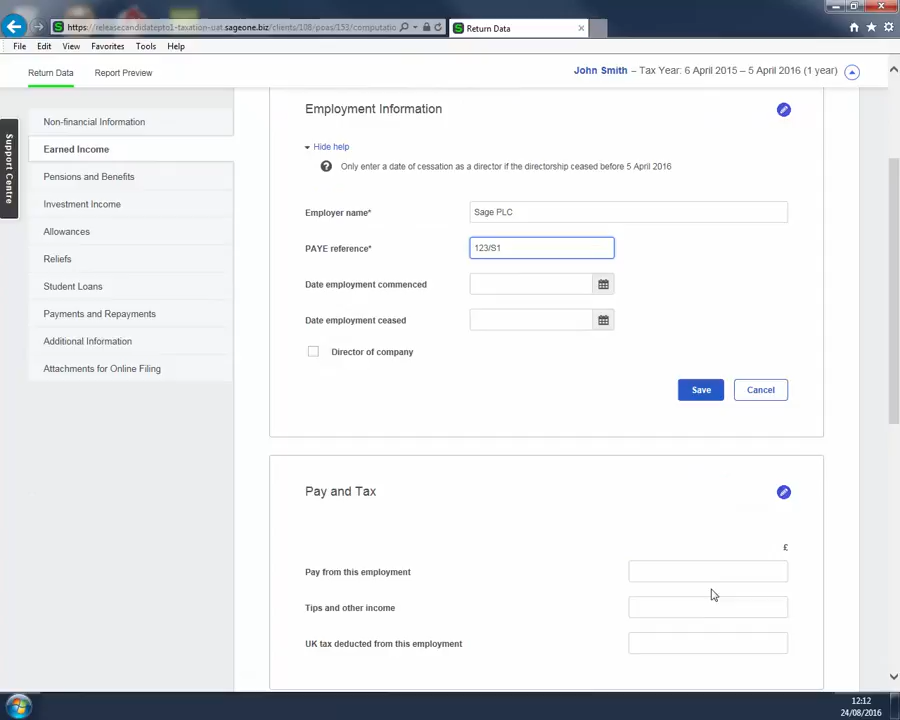 https://releasecandidatepto1-taxation-uat.sageone.biz/clients/108/poas/153/computatio
Return Data
File Edit View Favorites Tools Help
Return Data Report Preview
John Smith – Tax Year: 6 April 2015 – 5 April 2016 (1 year)
Support Centre
Non-financial Information
Earned Income
Pensions and Benefits
Investment Income
Allowances
Reliefs
Student Loans
Payments and Repayments
Additional Information
Attachments for Online Filing
Employment Information
Hide help
? Only enter a date of cessation as a director if the directorship ceased before 5 April 2016
Employer name* Sage PLC
PAYE reference* 123/S1
Date employment commenced
Date employment ceased
Director of company
Save Cancel
Pay and Tax
£
Pay from this employment
Tips and other income
UK tax deducted from this employment
12:12
24/08/2016